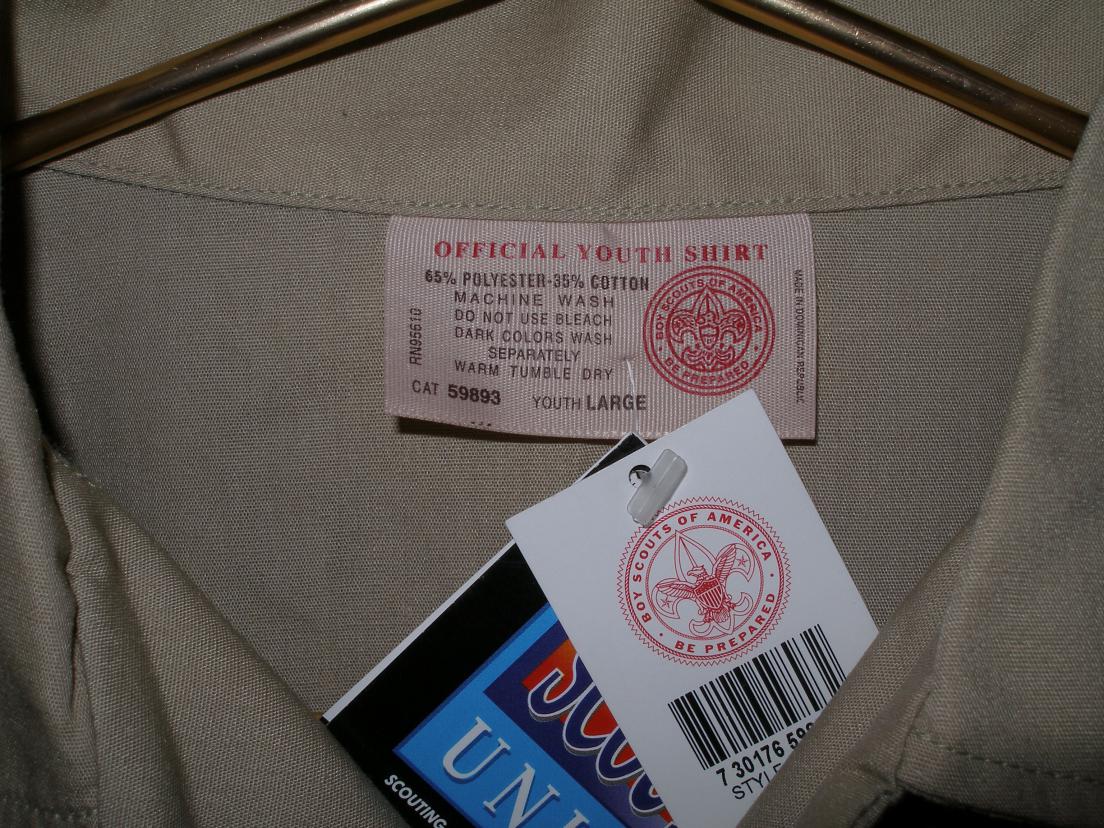 OFFICIAL YOUTH SHIRT
65% POLYESTER-35% COTTON
MACHINE WASH
DO NOT USE BLEACH
DARK COLORS WASH
SEPARATELY
WARM TUMBLE DRY
RN95610
CAT 59893
YOUTH LARGE
BOY SCOUTS OF AMERICA
• BE PREPARED •
MADE IN DOMINICAN REPUBLIC
BOY SCOUTS OF AMERICA
• BE PREPARED •
7 30176
SCOUTING